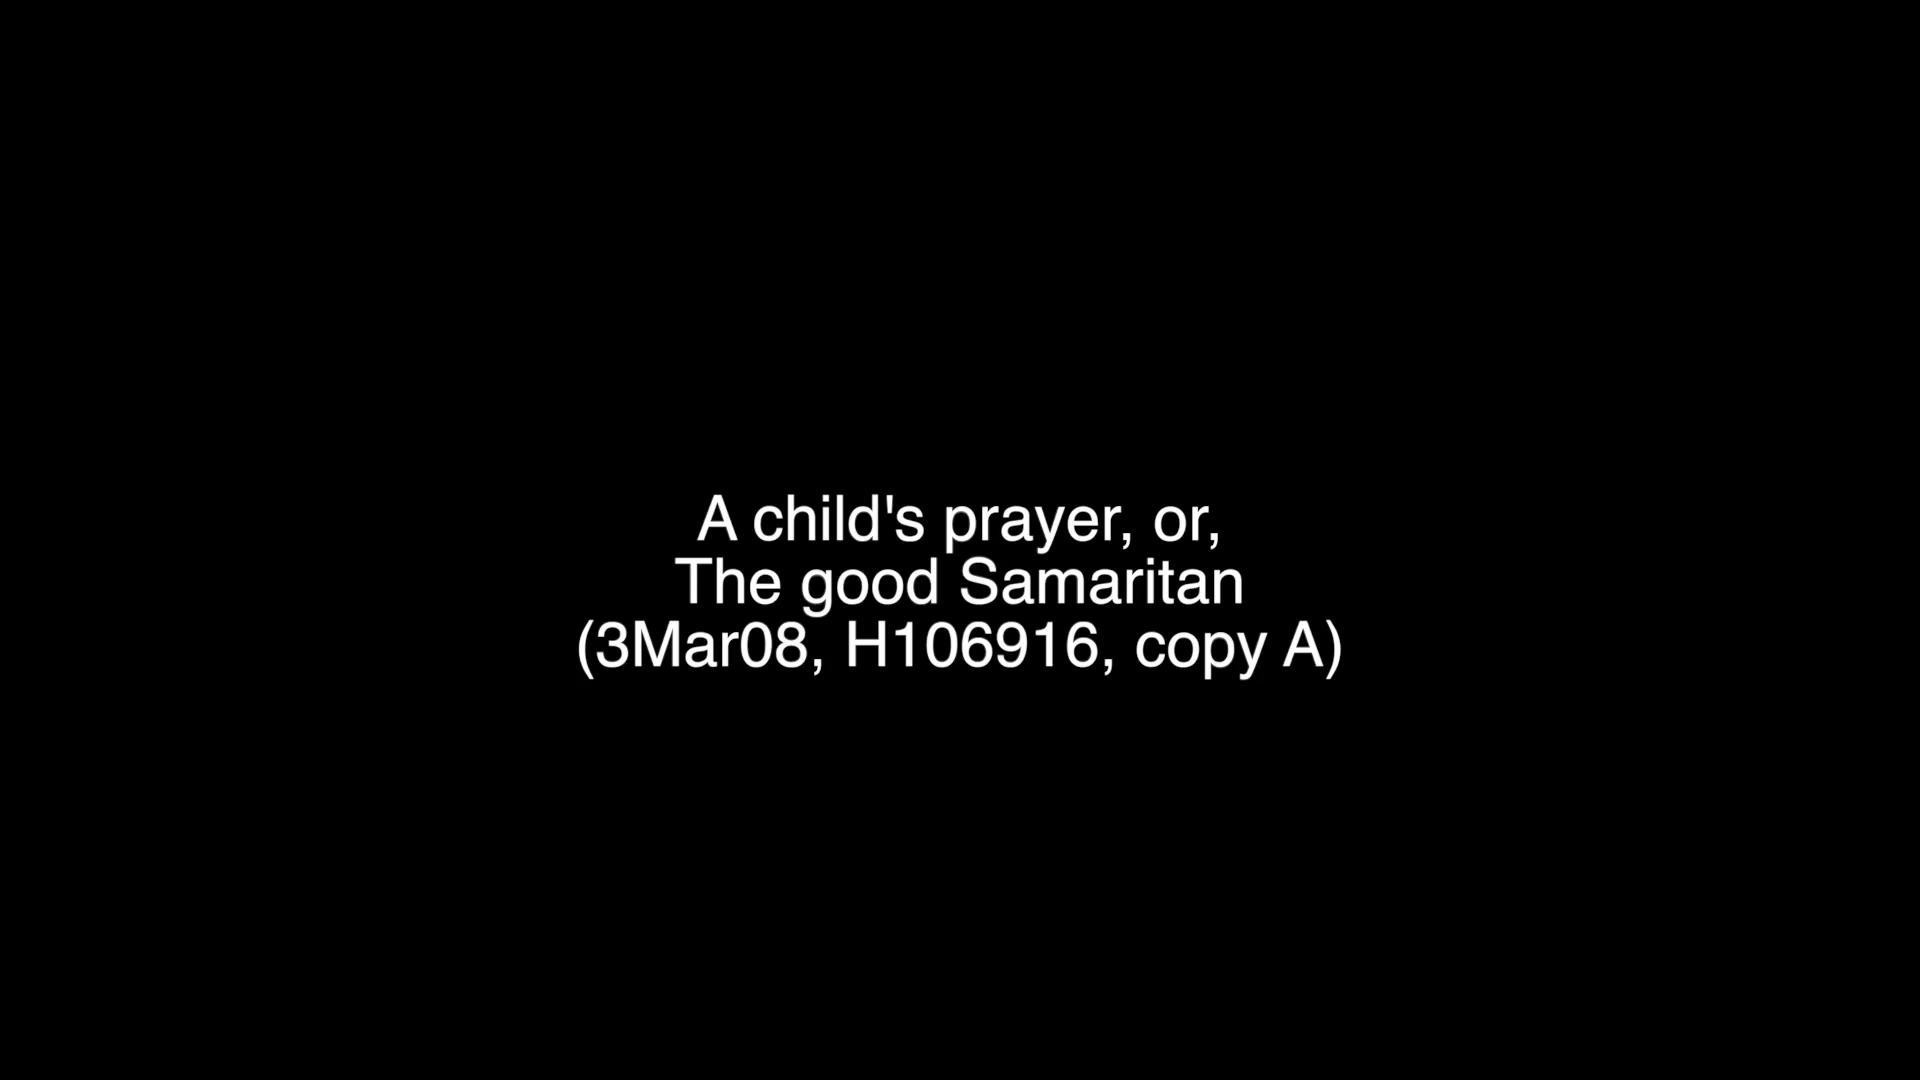 A child's prayer, or,
The good Samaritan
(3Mar08, H106916, copy A)